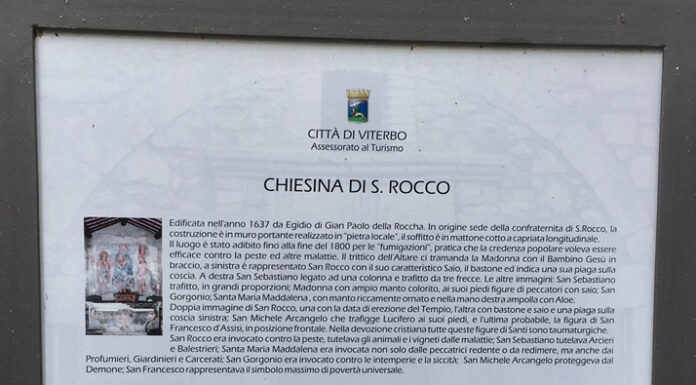 CITTÀ DI VITERBO
Assessorato al Turismo
CHIESINA DI S. ROCCO
Edificata nell'anno 1637 da Egidio di Gian Paolo della Roccha. In origine sede della confraternita di S.Rocco, la
costruzione è in muro portante realizzato in "pietra locale", il soffitto è in mattone cotto a capriata longitudinale.
Il luogo è stato adibito fino alla fine del 1800 per le "fumigazioni", pratica che la credenza popolare voleva essere
efficace contro la peste ed altre malattie. Il trittico dell'Altare ci tramanda la Madonna con il Bambino Gesù in
braccio, a sinistra è rappresentato San Rocco con il suo caratteristico Saio, il bastone ed indica una sua piaga sulla
coscia. A destra San Sebastiano legato ad una colonna e trafitto da tre frecce. Le altre immagini: San Sebastiano
trafitto, in grandi proporzioni; Madonna con ampio manto colorito, ai suoi piedi figure di peccatori con saio; San
Gorgonio; Santa Maria Maddalena , con manto riccamente ornato e nella mano destra ampolla con Aloe.
Doppia immagine di San Rocco, una con la data di erezione del Tempio, l'altra con bastone e saio e una piaga sulla
coscia sinistra; San Michele Arcangelo che trafigge Lucifero ai suoi piedi, e l'ultima probabile, la figura di San
Francesco d'Assisi, in posizione frontale. Nella devozione cristiana tutte queste figure di Santi sono taumaturgiche.
San Rocco era invocato contro la peste, tutelava gli animali e i vigneti dalle malattie; San Sebastiano tutelava Arcieri
e Balestrieri; Santa Maria Maddalena era invocata non solo dalle peccatrici redente o da redimere, ma anche dai
Profumieri, Giardinieri e Carcerati; San Gorgonio era invocato contro le intemperie e la siccità; San Michele Arcangelo proteggeva dal
Demone; San Francesco rappresentava il simbolo massimo di povertà universale.